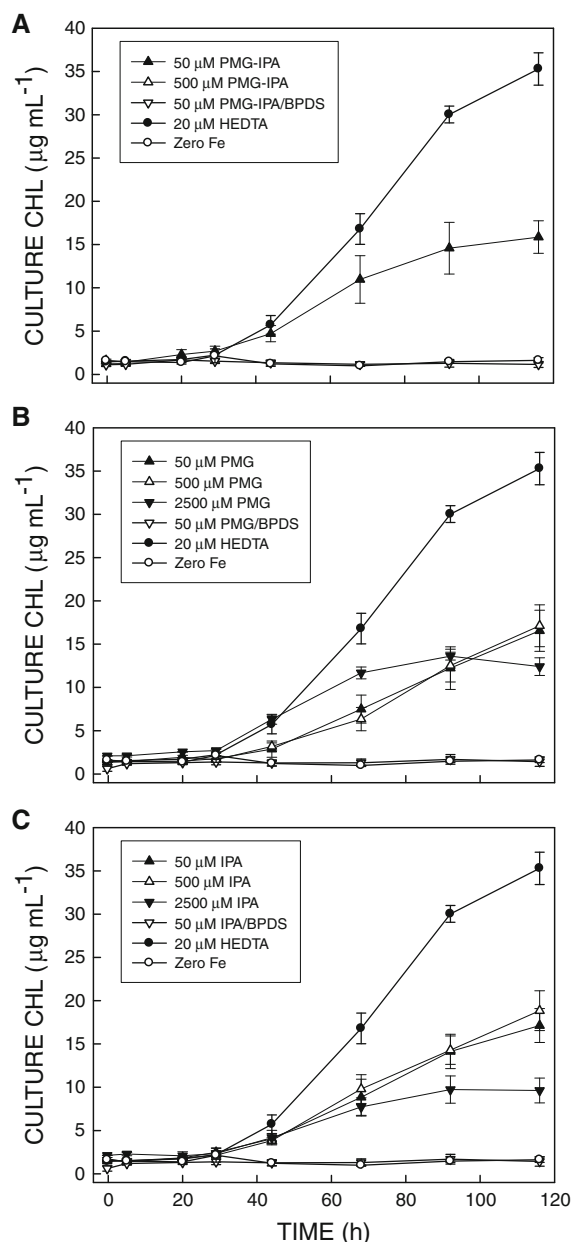 A
50 µM PMG-IPA
500 µM PMG-IPA
50 µM PMG-IPA/BPDS
20 µM HEDTA
Zero Fe
CULTURE CHL (µg mL-1)
40
35
30
25
20
15
10
5
0
B
50 µM PMG
500 µM PMG
2500 µM PMG
50 µM PMG/BPDS
20 µM HEDTA
Zero Fe
CULTURE CHL (µg mL-1)
40
35
30
25
20
15
10
5
0
C
50 µM IPA
500 µM IPA
2500 µM IPA
50 µM IPA/BPDS
20 µM HEDTA
Zero Fe
CULTURE CHL (µg mL-1)
40
35
30
25
20
15
10
5
0
0 20 40 60 80 100 120
TIME (h)